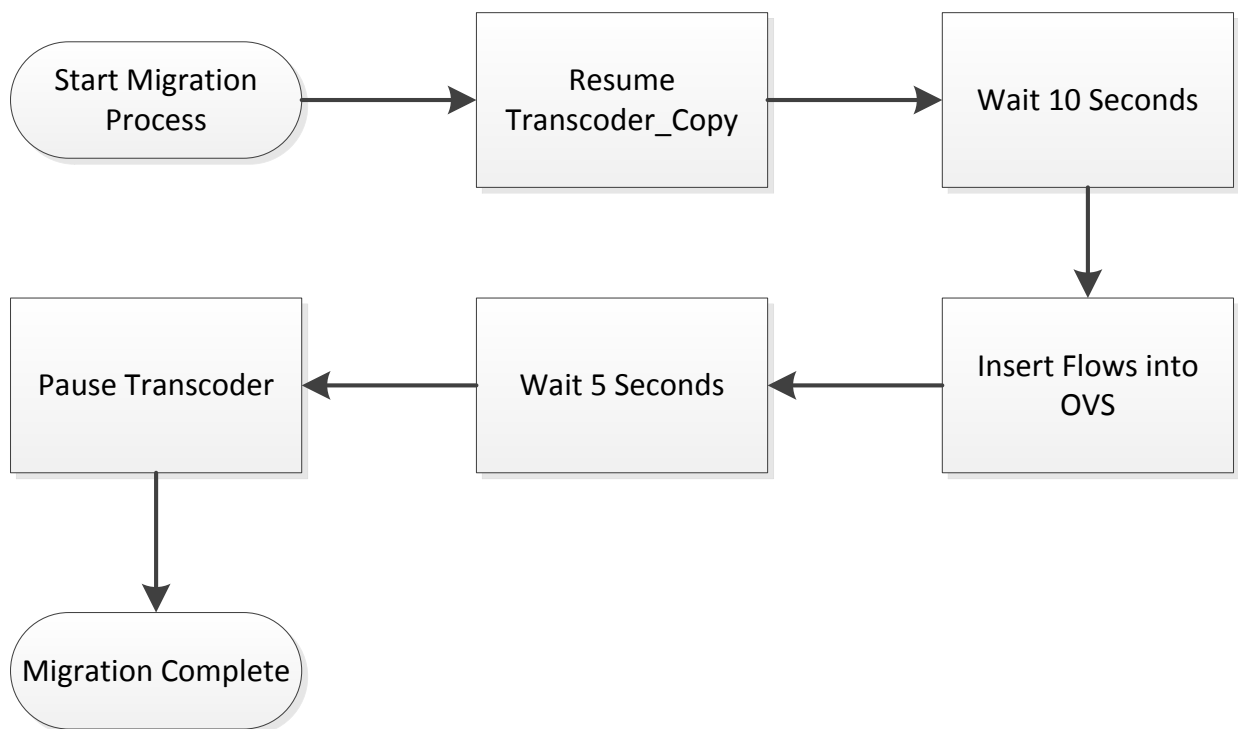 Start Migration
Process
Resume
Transcoder_Copy
Wait 10 Seconds
Insert Flows into
OVS
Wait 5 Seconds
Pause Transcoder
Migration Complete